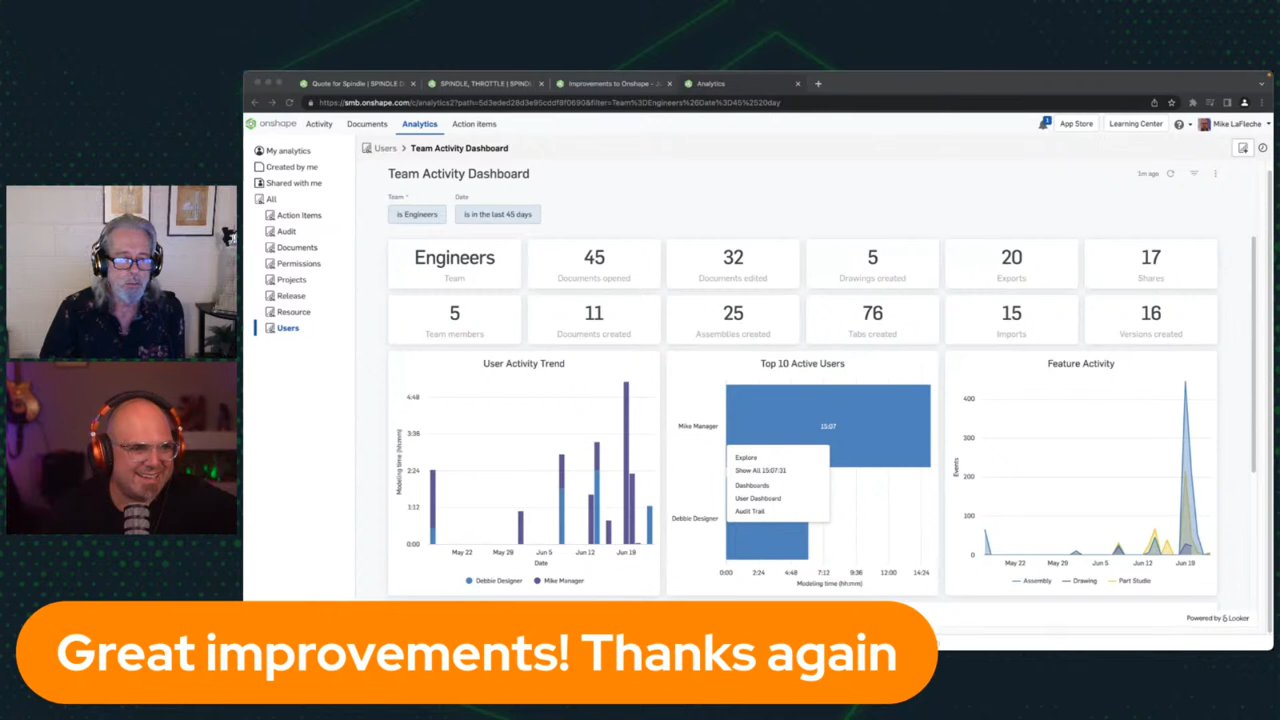 Quote for Spindle | SPINDLE D
SPINDLE, THROTTLE | SPINDL
Improvements to Onshape - J
Analytics
https://smb.onshape.com/c/analytics2?path=5d3eded28d3e95cddf8f0690&filter=Team%3DEngineers%26Date%3D45%2520day
onshape
Activity
Documents
Analytics
Action items
1
App Store
Learning Center
Mike LaFleche
My analytics
Created by me
Shared with me
All
Action Items
Audit
Documents
Permissions
Projects
Release
Resource
Users
Users > Team Activity Dashboard
Team Activity Dashboard
1m ago
Team *
Date
is Engineers
is in the last 45 days
Engineers
Team
45
Documents opened
32
Documents edited
5
Drawings created
20
Exports
17
Shares
5
Team members
11
Documents created
25
Assemblies created
76
Tabs created
15
Imports
16
Versions created
User Activity Trend
Modeling time (hh:mm)
4:48
3:36
2:24
1:12
0:00
May 22
May 29
Jun 5
Jun 12
Jun 19
Date
Debbie Designer
Mike Manager
Top 10 Active Users
Mike Manager
15:07
Explore
Show All 15:07:31
Dashboards
User Dashboard
Audit Trail
Debbie Designer
0:00
2:24
4:48
7:12
9:36
12:00
14:24
Modeling time (hh:mm)
Feature Activity
Events
400
300
200
100
0
May 22
May 29
Jun 5
Jun 12
Jun 19
Assembly
Drawing
Part Studio
Powered by Looker
Great improvements! Thanks again